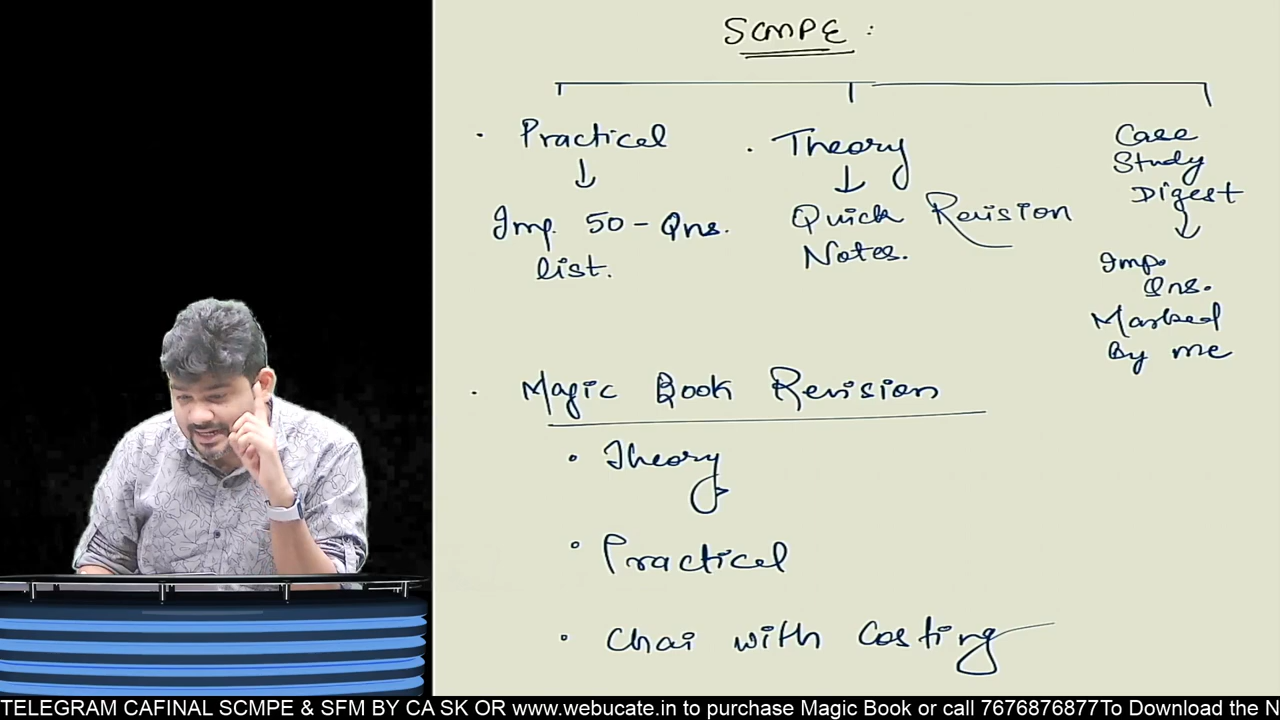 SCMPE :
. Practical
Imp. 50 - Qns.
list.
. Theory
Quick Revision
Notes.
Case
Study
Digest
Imp.
Qns.
Marked
By me
. Magic Book Revision
. Theory
. Practical
. Chai with Costing
TELEGRAM CAFINAL SCMPE & SFM BY CA SK OR www.webucate.in to purchase Magic Book or call 7676876877To Download the N